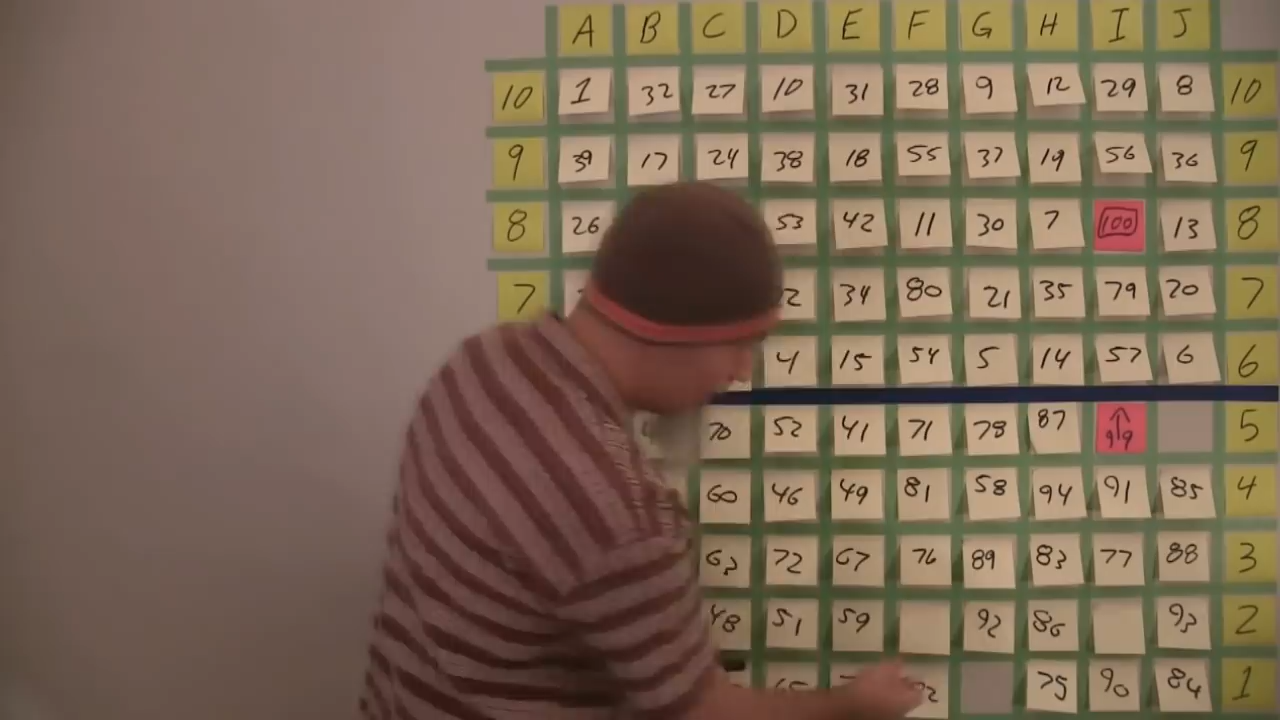 A B C D E F G H I J
10 1 32 27 10 31 28 9 12 29 8 10
9 39 17 24 38 18 55 37 19 56 36 9
8 26 53 42 11 30 7 100 13 8
7 34 80 21 35 79 20 7
4 15 54 5 14 57 6 6
70 52 41 71 78 87 ↑ 99 5
60 46 49 81 58 94 91 85 4
63 72 67 76 89 83 77 88 3
48 51 59 92 86 93 2
75 90 84 1